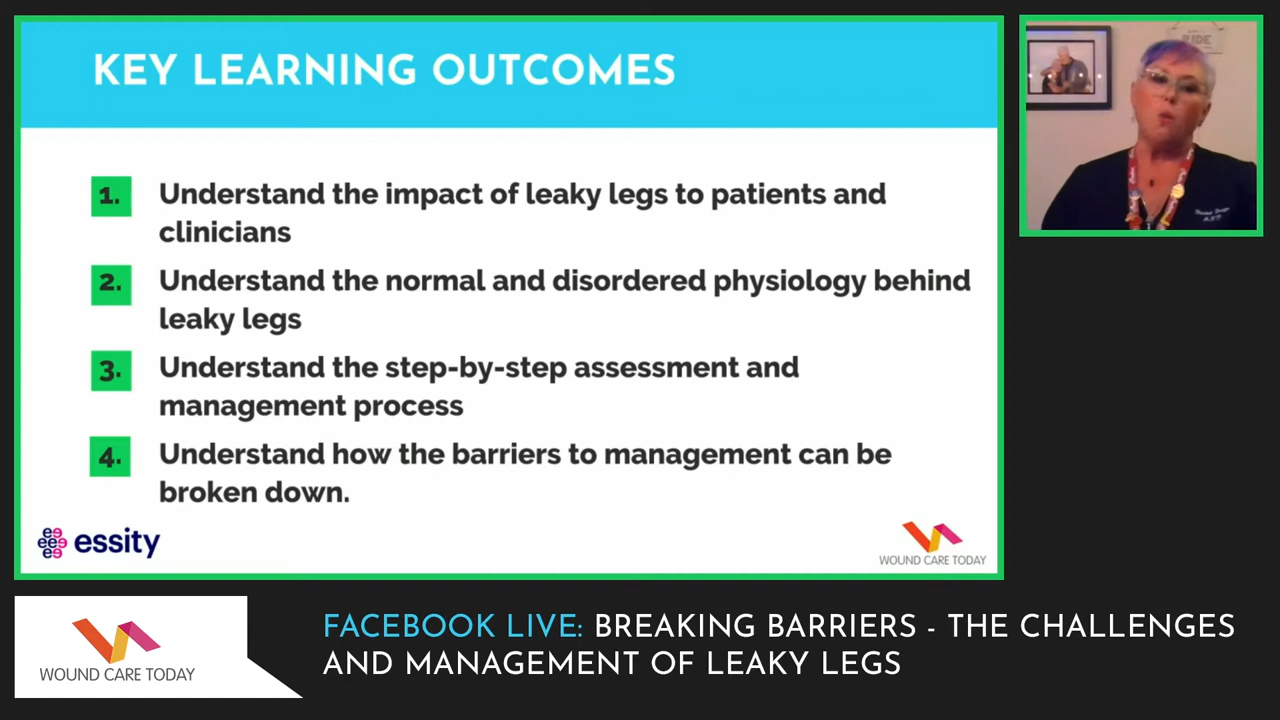 KEY LEARNING OUTCOMES
1. Understand the impact of leaky legs to patients and
clinicians
2. Understand the normal and disordered physiology behind
leaky legs
3. Understand the step-by-step assessment and
management process
4. Understand how the barriers to management can be
broken down.
essity
WOUND CARE TODAY
RIDE
WOUND CARE TODAY
FACEBOOK LIVE: BREAKING BARRIERS - THE CHALLENGES
AND MANAGEMENT OF LEAKY LEGS